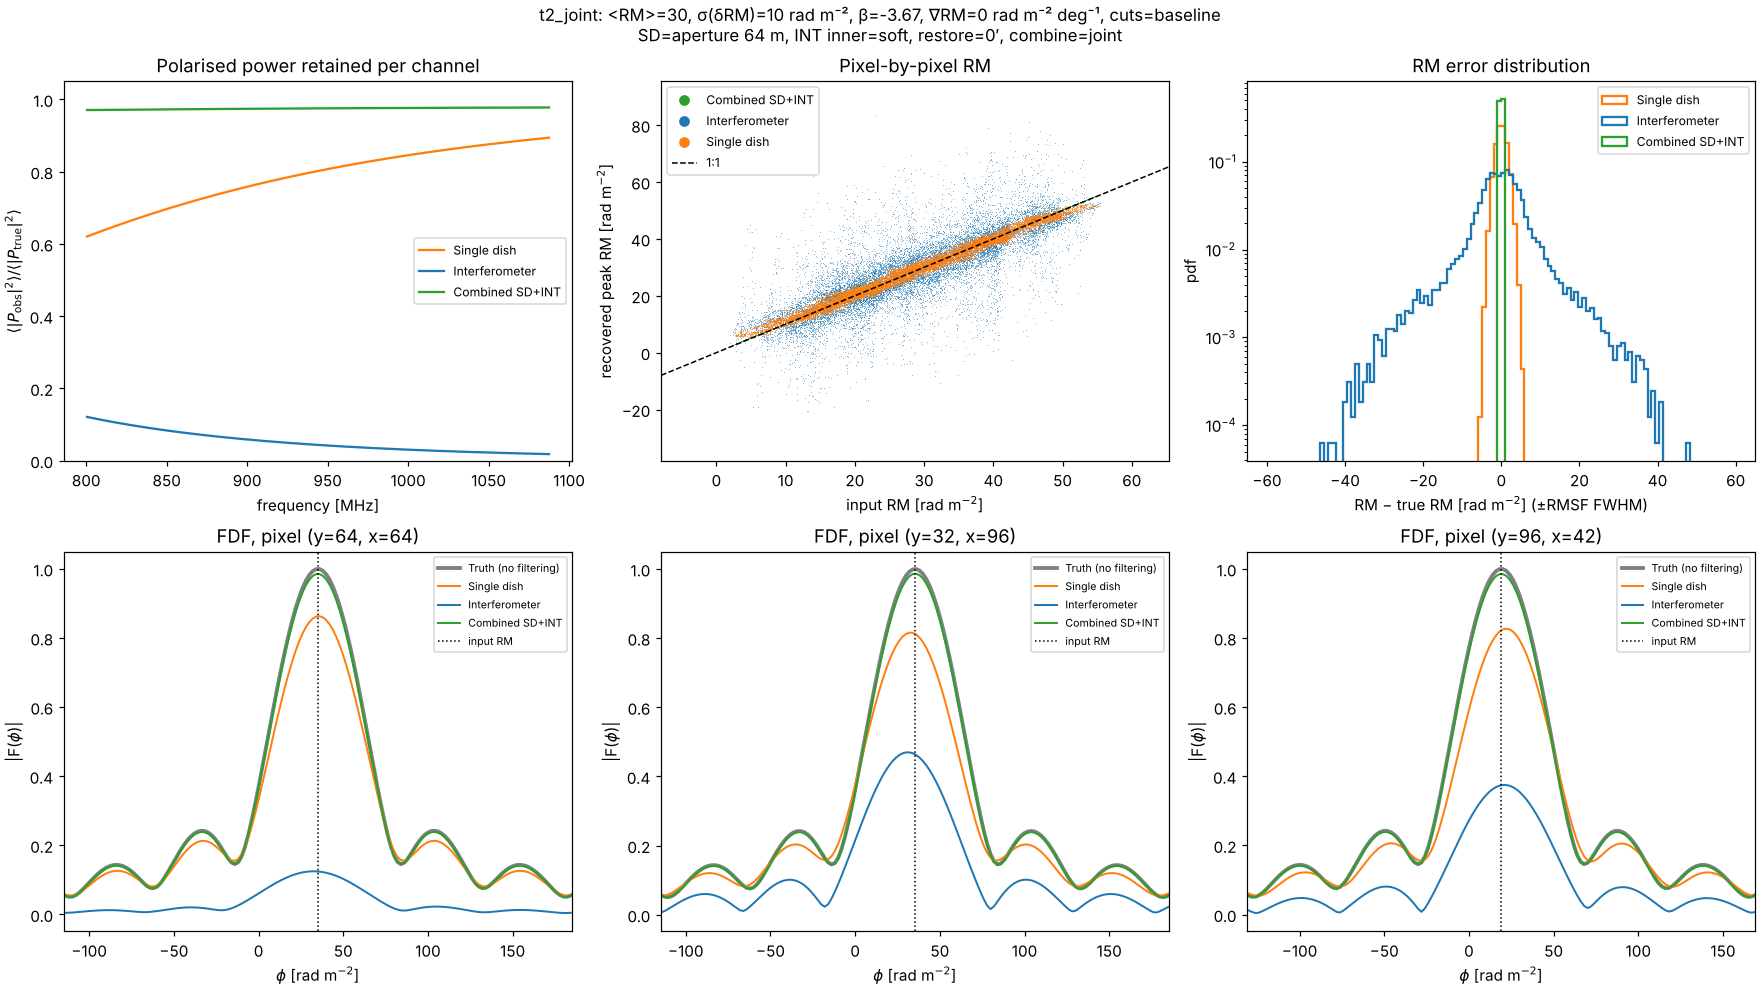 t2_joint: <RM>=30, σ(δRM)=10 rad m⁻², β=-3.67, ∇RM=0 rad m⁻² deg⁻¹, cuts=baseline
SD=aperture 64 m, INT inner=soft, restore=0′, combine=joint
Polarised power retained per channel
1.0
0.8
0.6
0.4
0.2
0.0
⟨|P_obs|²⟩/⟨|P_true|²⟩
Single dish
Interferometer
Combined SD+INT
800 850 900 950 1000 1050 1100
frequency [MHz]
Pixel-by-pixel RM
Combined SD+INT
Interferometer
Single dish
1:1
80
60
40
20
0
−20
recovered peak RM [rad m⁻²]
0 10 20 30 40 50 60
input RM [rad m⁻²]
RM error distribution
Single dish
Interferometer
Combined SD+INT
10⁻¹
10⁻²
10⁻³
10⁻⁴
pdf
−60 −40 −20 0 20 40 60
RM − true RM [rad m⁻²] (±RMSF FWHM)
FDF, pixel (y=64, x=64)
Truth (no filtering)
Single dish
Interferometer
Combined SD+INT
input RM
1.0
0.8
0.6
0.4
0.2
0.0
|F(ϕ)|
−100 −50 0 50 100 150
ϕ [rad m⁻²]
FDF, pixel (y=32, x=96)
Truth (no filtering)
Single dish
Interferometer
Combined SD+INT
input RM
1.0
0.8
0.6
0.4
0.2
0.0
|F(ϕ)|
−100 −50 0 50 100 150
ϕ [rad m⁻²]
FDF, pixel (y=96, x=42)
Truth (no filtering)
Single dish
Interferometer
Combined SD+INT
input RM
1.0
0.8
0.6
0.4
0.2
0.0
|F(ϕ)|
−100 −50 0 50 100 150
ϕ [rad m⁻²]